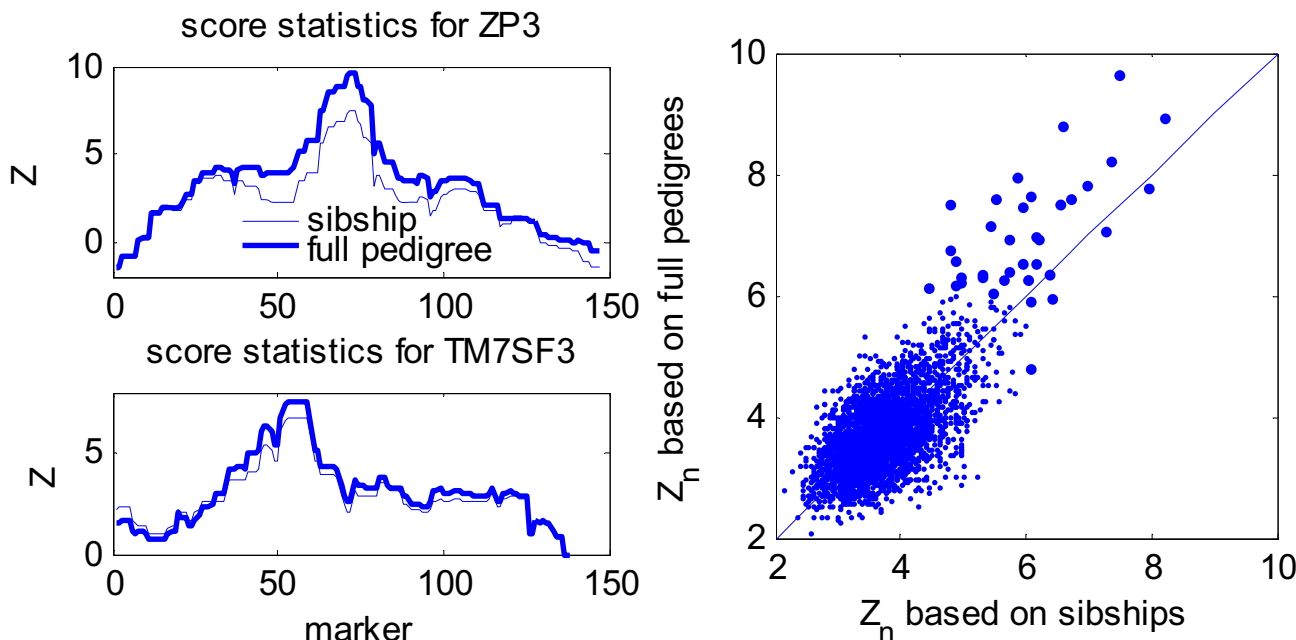 score statistics for ZP3
10
5
0
Z
sibship
full pedigree
0
50
100
150
score statistics for TM7SF3
5
0
Z
0
50
100
150
marker
10
8
6
4
2
Z_n based on full pedigrees
2
4
6
8
10
Z_n based on sibships